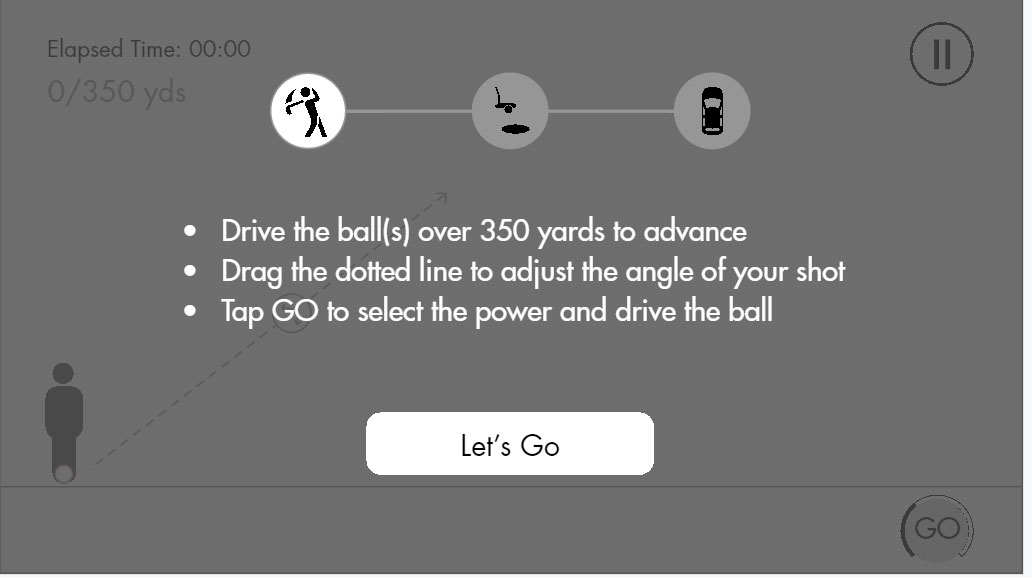 Elapsed Time: 00:00
0/350 yds
• Drive the ball(s) over 350 yards to advance
• Drag the dotted line to adjust the angle of your shot
• Tap GO to select the power and drive the ball
Let's Go
GO